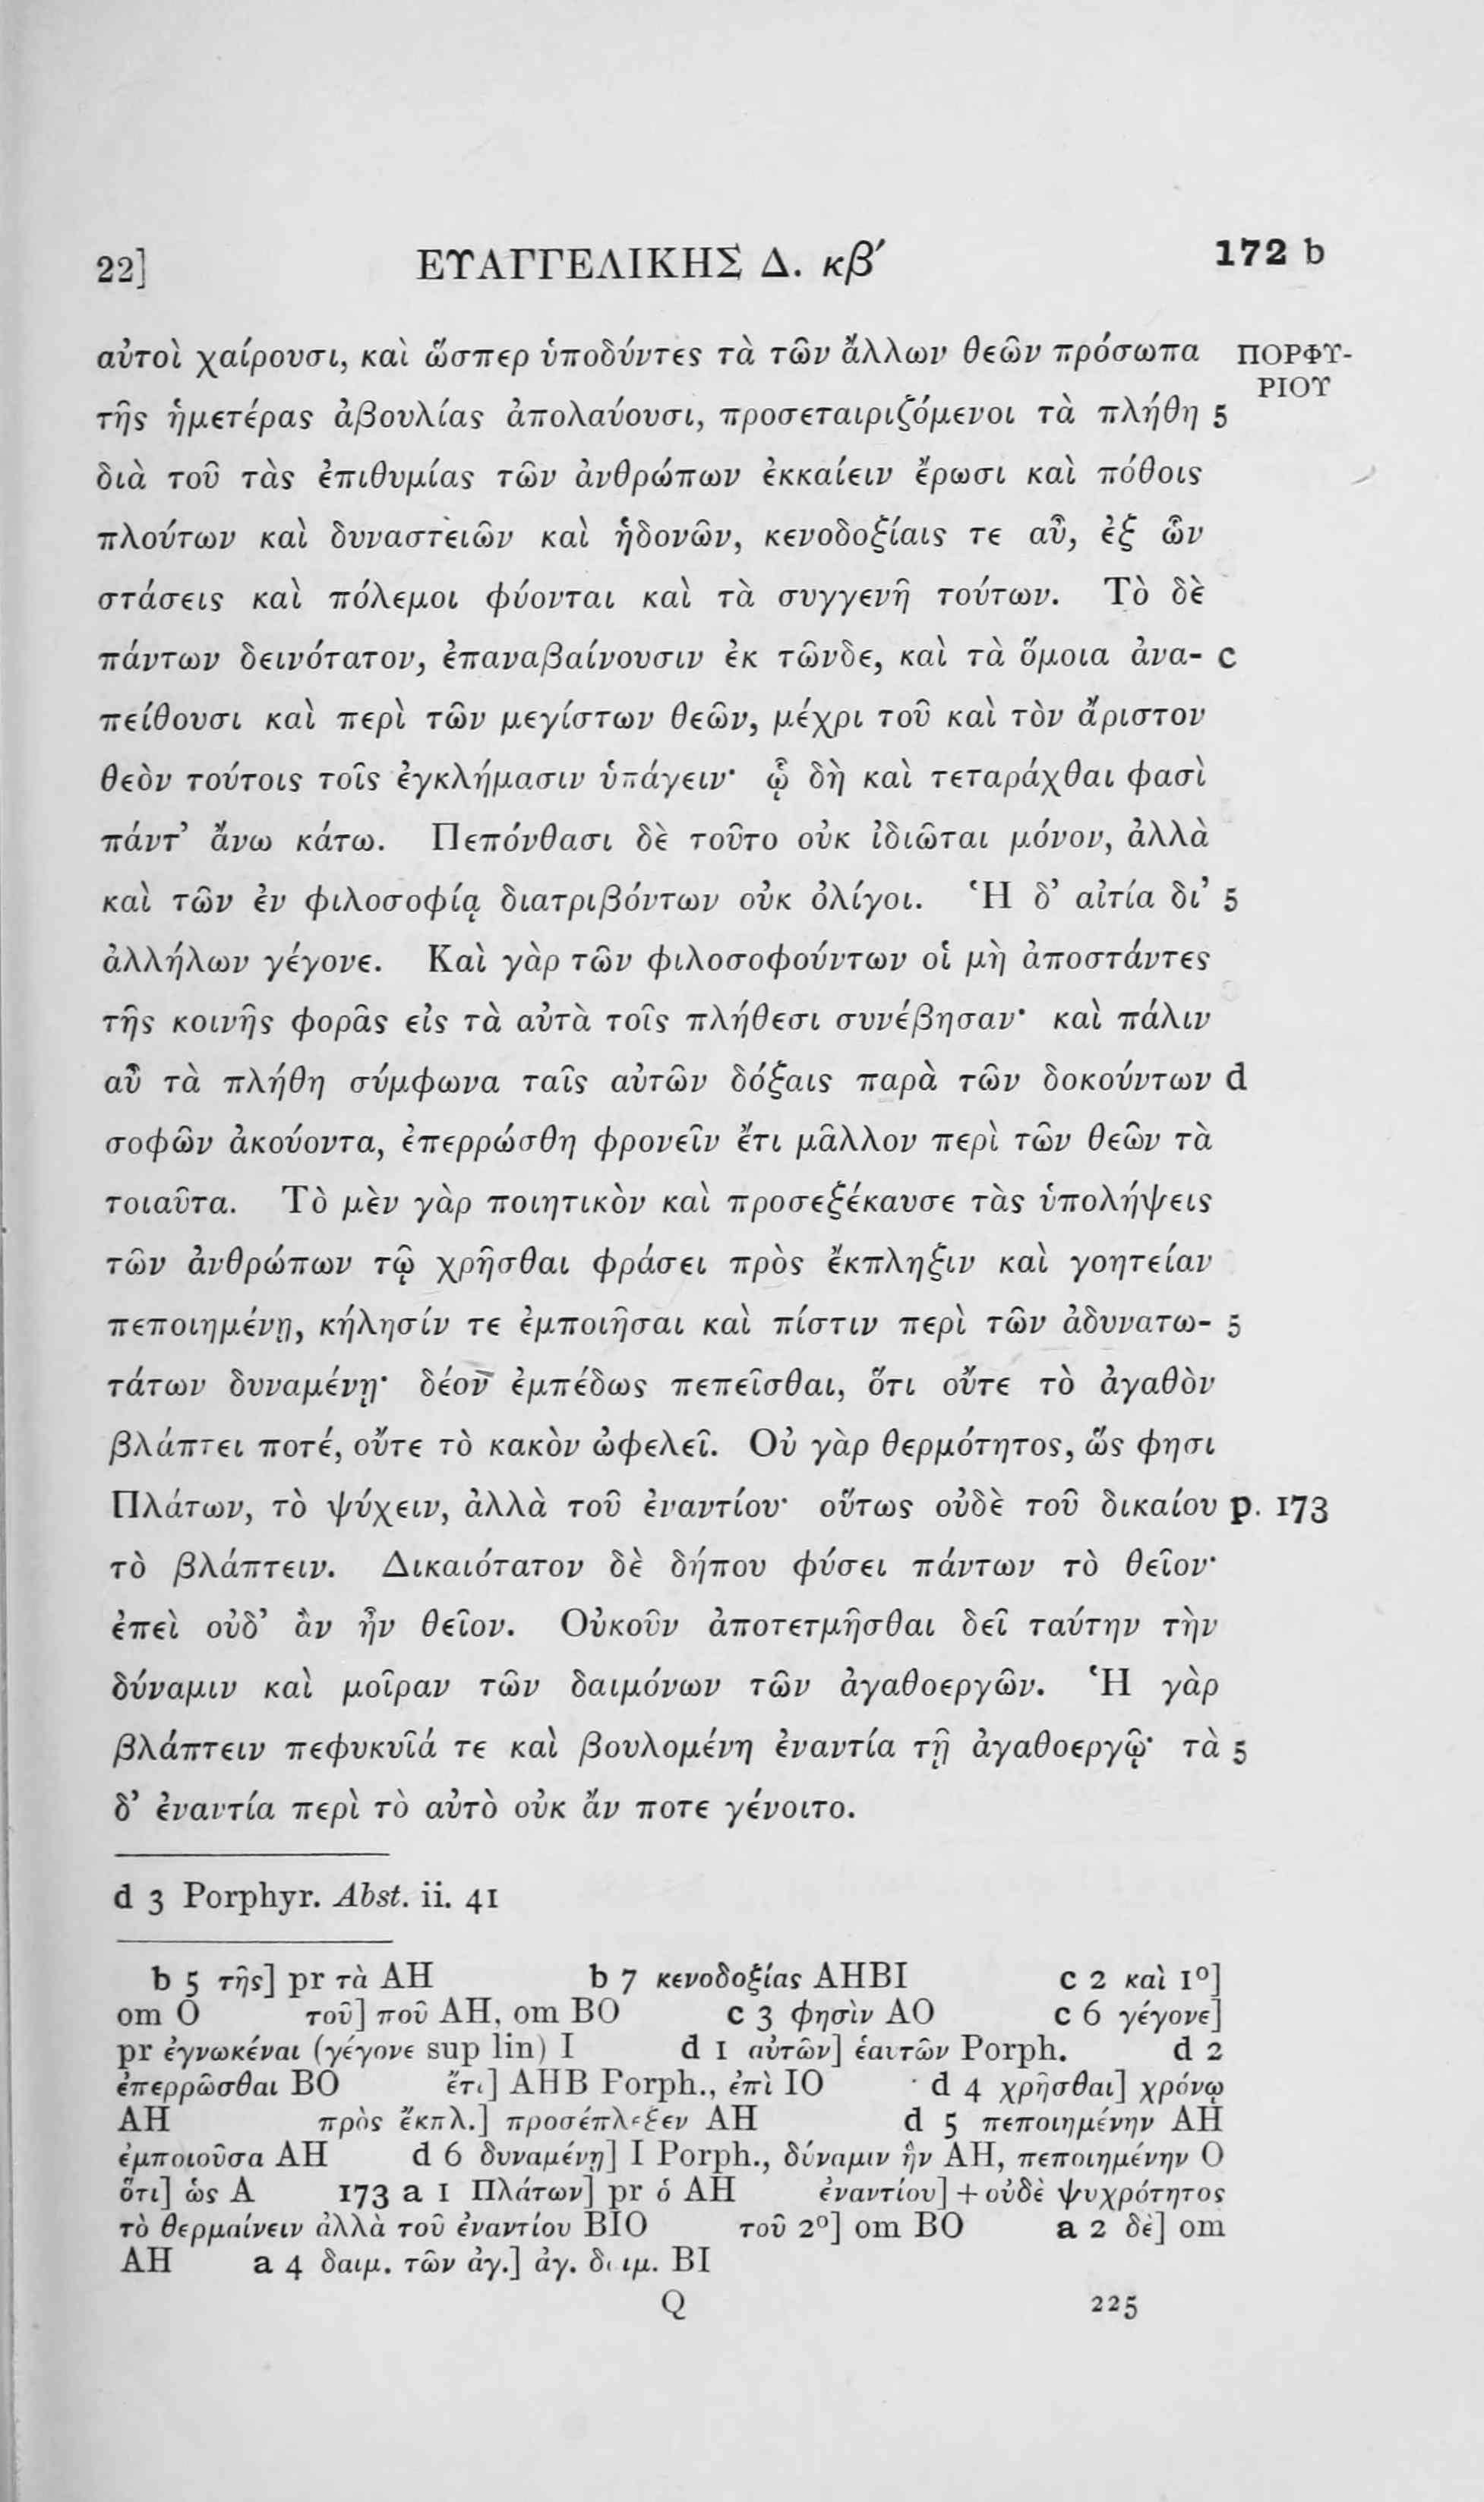 22] ΕΥΑΓΓΕΛΙΚΗΣ Δ. κβʹ 172 b
αὐτοὶ χαίρουσι, καὶ ὥσπερ ὑποδύντες τὰ τῶν ἄλλων θεῶν πρόσωπα ΠΟΡΦΥ-
ΡΙΟΥ
τῆς ἡμετέρας ἀβουλίας ἀπολαύουσι, προσεταιριζόμενοι τὰ πλήθη 5
διὰ τοῦ τὰς ἐπιθυμίας τῶν ἀνθρώπων ἐκκαίειν ἔρωσι καὶ πόθοις
πλούτων καὶ δυναστειῶν καὶ ἡδονῶν, κενοδοξίαις τε αὖ, ἐξ ὧν
στάσεις καὶ πόλεμοι φύονται καὶ τὰ συγγενῆ τούτων. Τὸ δὲ
πάντων δεινότατον, ἐπαναβαίνουσιν ἐκ τῶνδε, καὶ τὰ ὅμοια ἀνα- c
πείθουσι καὶ περὶ τῶν μεγίστων θεῶν, μέχρι τοῦ καὶ τὸν ἄριστον
θεὸν τούτοις τοῖς ἐγκλήμασιν ὑπάγειν· ᾧ δὴ καὶ τεταράχθαι φασὶ
πάντ’ ἄνω κάτω. Πεπόνθασι δὲ τοῦτο οὐκ ἰδιῶται μόνον, ἀλλὰ
καὶ τῶν ἐν φιλοσοφίᾳ διατριβόντων οὐκ ὀλίγοι. Ἡ δ’ αἰτία δι’ 5
ἀλλήλων γέγονε. Καὶ γὰρ τῶν φιλοσοφούντων οἱ μὴ ἀποστάντες
τῆς κοινῆς φορᾶς εἰς τὰ αὐτὰ τοῖς πλήθεσι συνέβησαν· καὶ πάλιν
αὖ τὰ πλήθη σύμφωνα ταῖς αὐτῶν δόξαις παρὰ τῶν δοκούντων d
σοφῶν ἀκούοντα, ἐπερρώσθη φρονεῖν ἔτι μᾶλλον περὶ τῶν θεῶν τὰ
τοιαῦτα. Τὸ μὲν γὰρ ποιητικὸν καὶ προσεξέκαυσε τὰς ὑπολήψεις
τῶν ἀνθρώπων τῷ χρῆσθαι φράσει πρὸς ἔκπληξιν καὶ γοητείαν
πεποιημένῃ, κήλησίν τε ἐμποιῆσαι καὶ πίστιν περὶ τῶν ἀδυνατω- 5
τάτων δυναμένῃ· δέον ἐμπέδως πεπεῖσθαι, ὅτι οὔτε τὸ ἀγαθὸν
βλάπτει ποτέ, οὔτε τὸ κακὸν ὠφελεῖ. Οὐ γὰρ θερμότητος, ὥς φησι
Πλάτων, τὸ ψύχειν, ἀλλὰ τοῦ ἐναντίου· οὕτως οὐδὲ τοῦ δικαίου p. 173
τὸ βλάπτειν. Δικαιότατον δὲ δήπου φύσει πάντων τὸ θεῖον·
ἐπεὶ οὐδ’ ἂν ἦν θεῖον. Οὐκοῦν ἀποτετμῆσθαι δεῖ ταύτην τὴν
δύναμιν καὶ μοῖραν τῶν δαιμόνων τῶν ἀγαθοεργῶν. Ἡ γὰρ
βλάπτειν πεφυκυῖά τε καὶ βουλομένη ἐναντία τῇ ἀγαθοεργῷ· τὰ 5
δ’ ἐναντία περὶ τὸ αὐτὸ οὐκ ἄν ποτε γένοιτο.
d 3 Porphyr. Abst. ii. 41
b 5 τῆς] pr τὰ AH b 7 κενοδοξίας AHBI c 2 καὶ 1º]
om O τοῦ] ποῦ AH, om BO c 3 φησὶν AO c 6 γέγονε]
pr ἐγνωκέναι (γέγονε sup lin) I d 1 αὐτῶν] ἑαυτῶν Porph. d 2
ἐπερρῶσθαι BO ἔτι] AHB Porph., ἐπὶ IO d 4 χρῆσθαι] χρόνῳ
AH πρὸς ἔκπλ.] προσέπλεξεν AH d 5 πεποιημένην AH
ἐμποιοῦσα AH d 6 δυναμένῃ] I Porph., δύναμιν ἣν AH, πεποιημένην O
ὅτι] ὡς A 173 a 1 Πλάτων] pr ὁ AH ἐναντίου] + οὐδὲ ψυχρότητος
τὸ θερμαίνειν ἀλλὰ τοῦ ἐναντίου BIO τοῦ 2º] om BO a 2 δὲ] om
AH a 4 δαιμ. τῶν ἀγ.] ἀγ. δαιμ. BI
Q 225